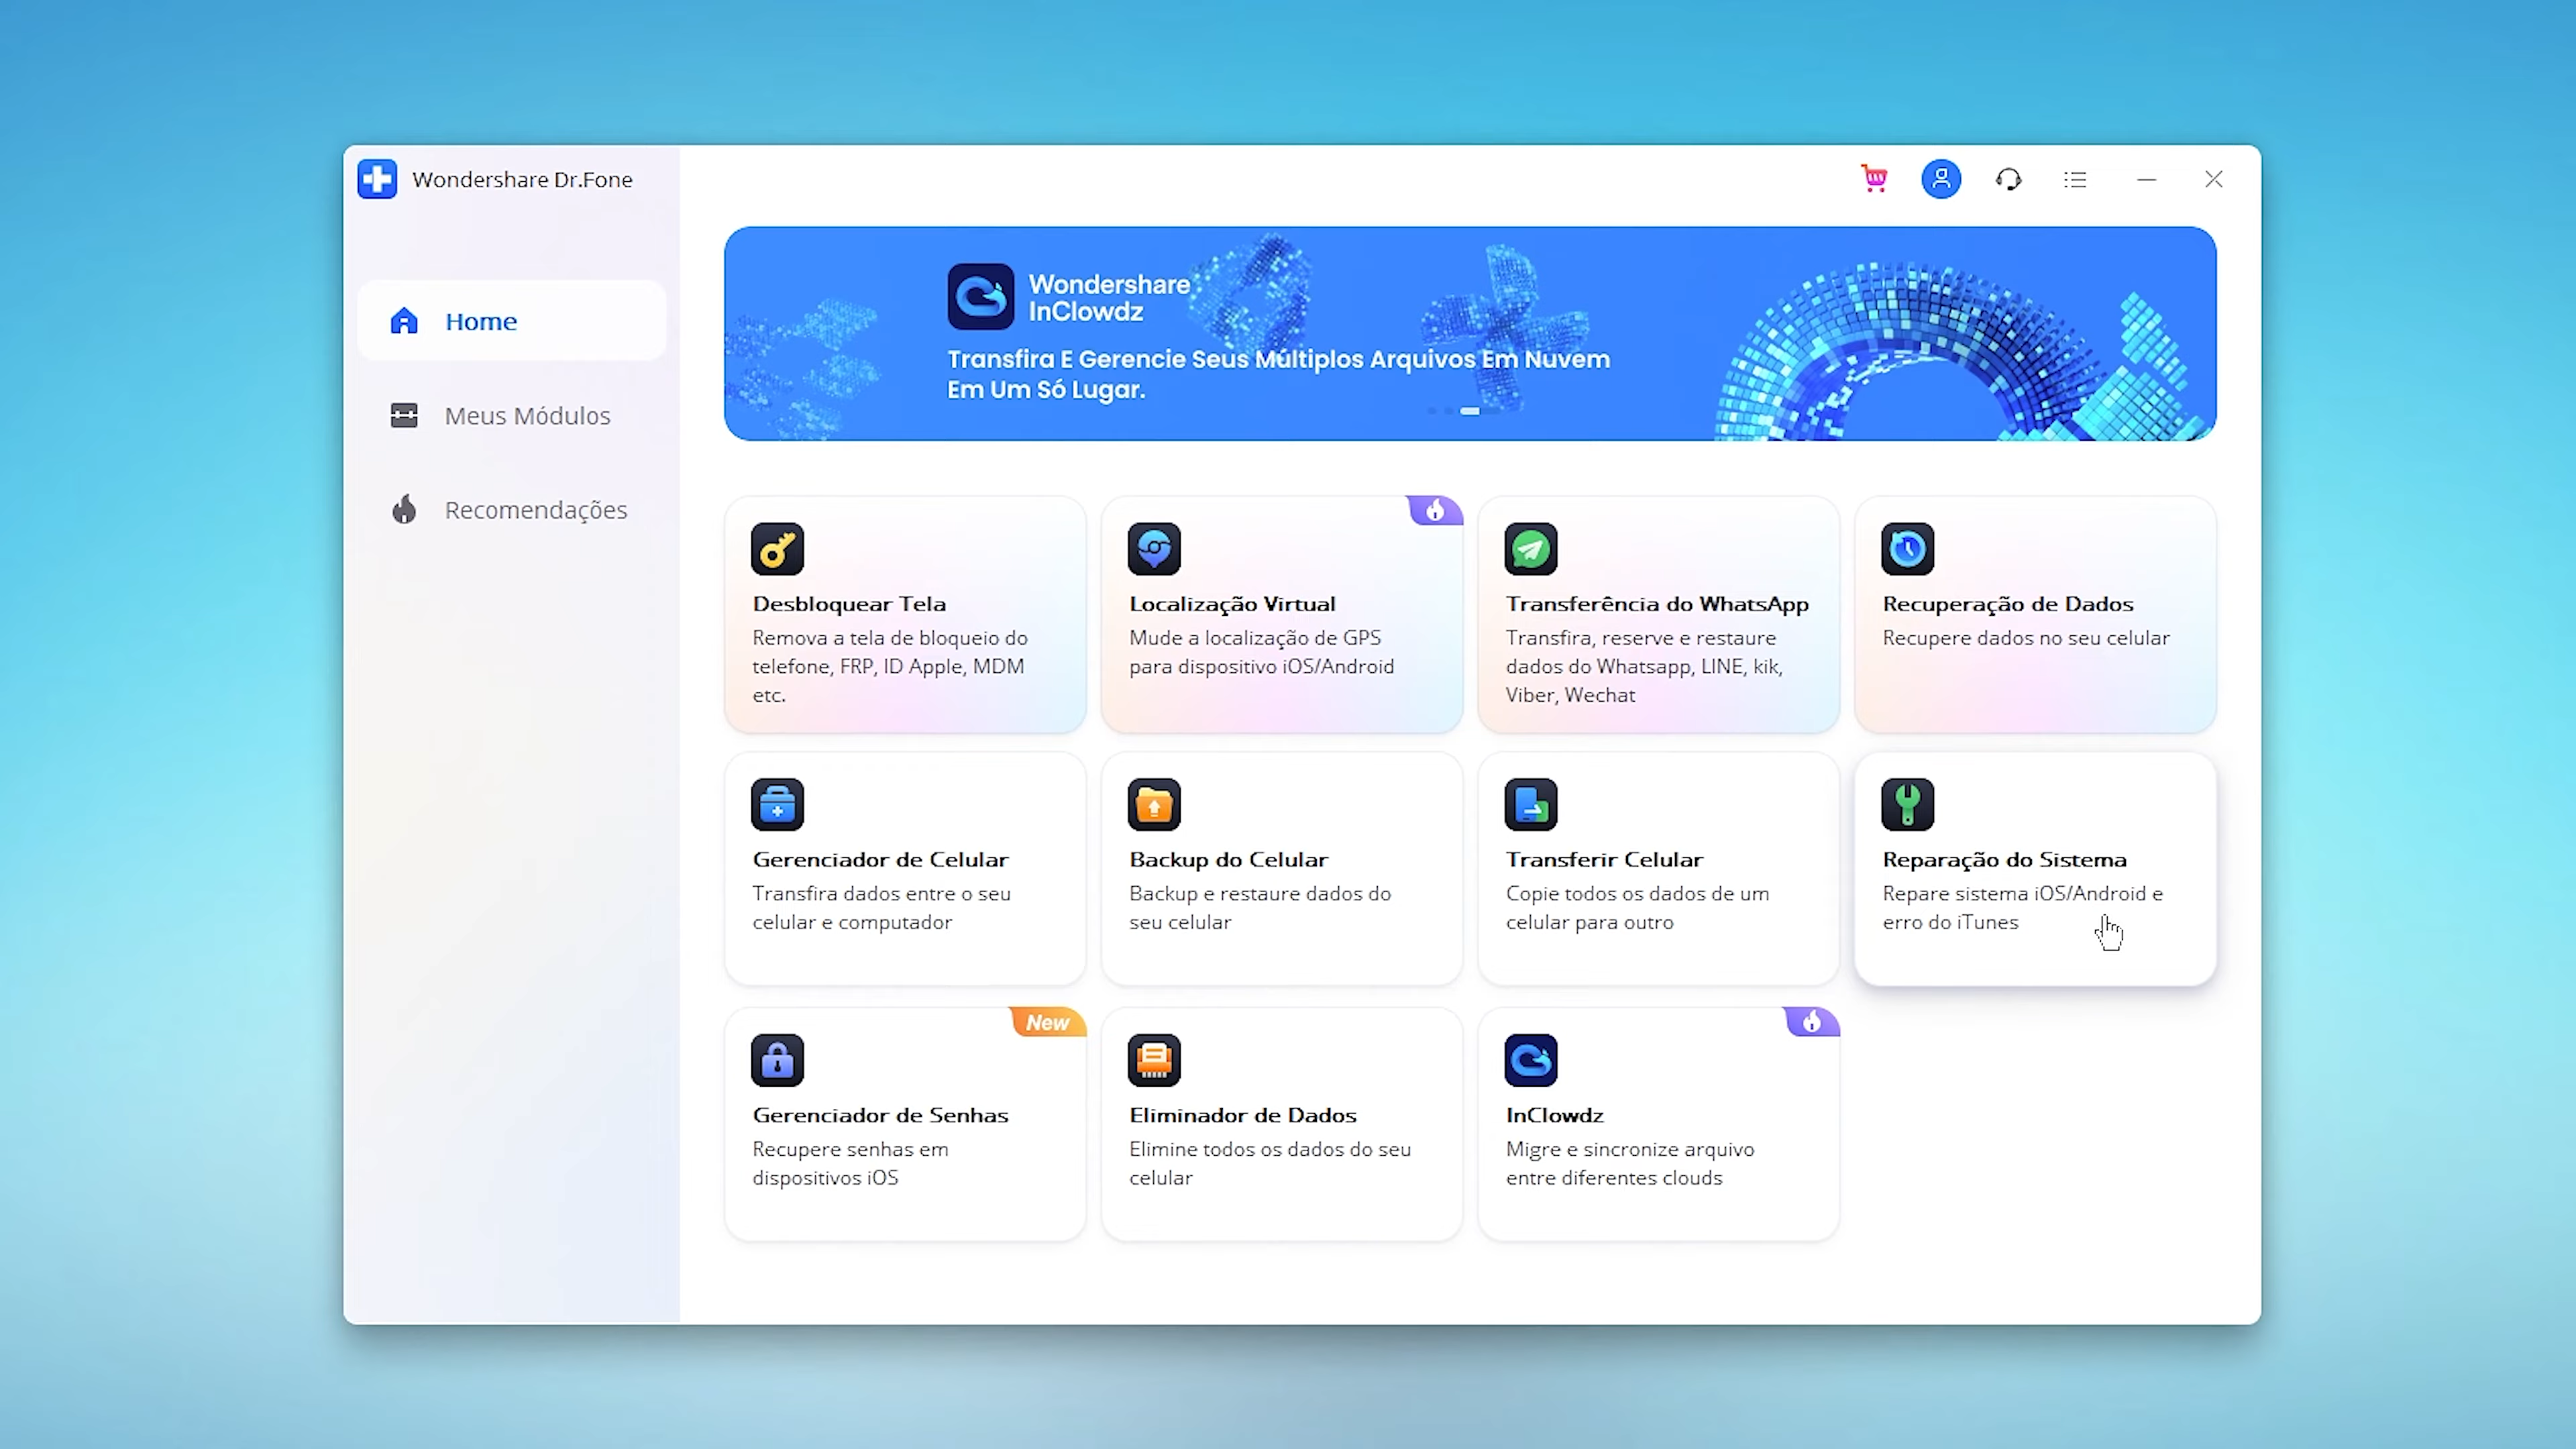 Wondershare Dr.Fone
Home
Meus Módulos
Recomendações
Wondershare
InClowdz
Transfira E Gerencie Seus Múltiplos Arquivos Em Nuvem
Em Um Só Lugar.
Desbloquear Tela
Remova a tela de bloqueio do
telefone, FRP, ID Apple, MDM
etc.
Localização Virtual
Mude a localização de GPS
para dispositivo iOS/Android
Transferência do WhatsApp
Transfira, reserve e restaure
dados do Whatsapp, LINE, kik,
Viber, Wechat
Recuperação de Dados
Recupere dados no seu celular
Gerenciador de Celular
Transfira dados entre o seu
celular e computador
Backup do Celular
Backup e restaure dados do
seu celular
Transferir Celular
Copie todos os dados de um
celular para outro
Reparação do Sistema
Repare sistema iOS/Android e
erro do iTunes
New
Gerenciador de Senhas
Recupere senhas em
dispositivos iOS
Eliminador de Dados
Elimine todos os dados do seu
celular
InClowdz
Migre e sincronize arquivo
entre diferentes clouds